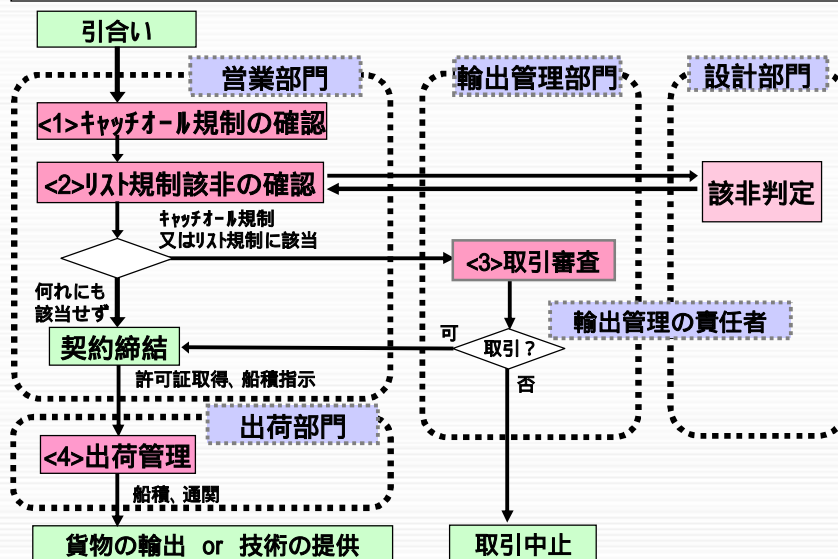 引合い
営業部門
輸出管理部門
設計部門
<1>ｷｬｯﾁｵｰﾙ規制の確認
<2>ﾘｽﾄ規制該非の確認
該非判定
ｷｬｯﾁｵｰﾙ規制
又はﾘｽﾄ規制に該当
<3>取引審査
何れにも
該当せず
輸出管理の責任者
契約締結
可
取引？
否
許可証取得、船積指示
出荷部門
<4>出荷管理
船積、通関
貨物の輸出 or 技術の提供
取引中止